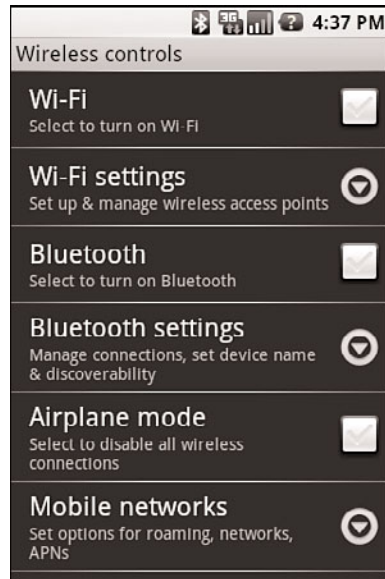 3G 4:37 PM
Wireless controls
Wi-Fi
Select to turn on Wi-Fi
Wi-Fi settings
Set up & manage wireless access points
Bluetooth
Select to turn on Bluetooth
Bluetooth settings
Manage connections, set device name
& discoverability
Airplane mode
Select to disable all wireless
connections
Mobile networks
Set options for roaming, networks,
APNs